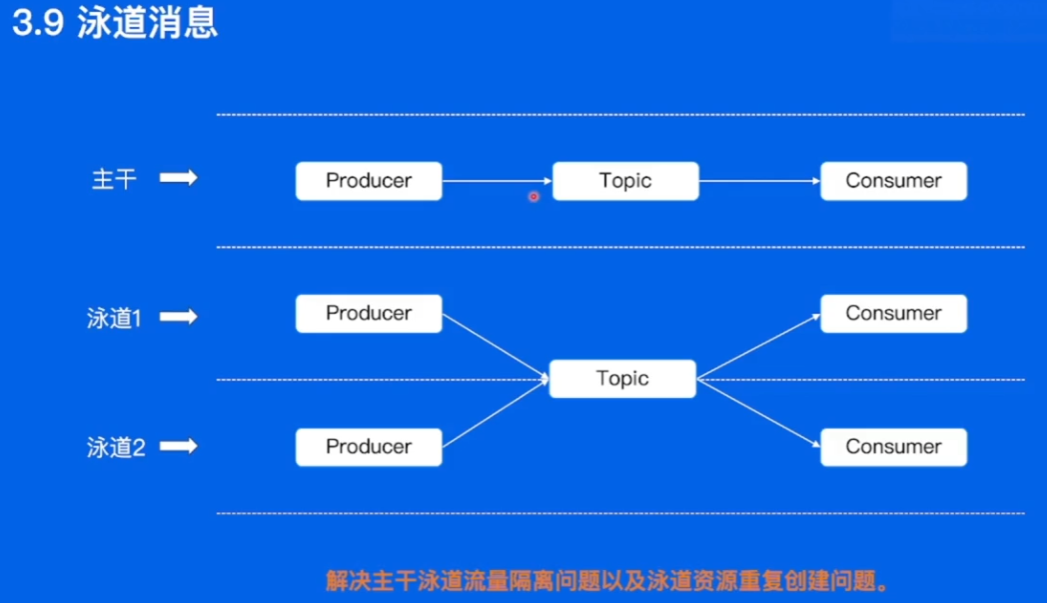 3.9 泳道消息
主干
Producer
Topic
Consumer
泳道1
Producer
Consumer
Topic
泳道2
Producer
Consumer
解决主干泳道流量隔离问题以及泳道资源重复创建问题。